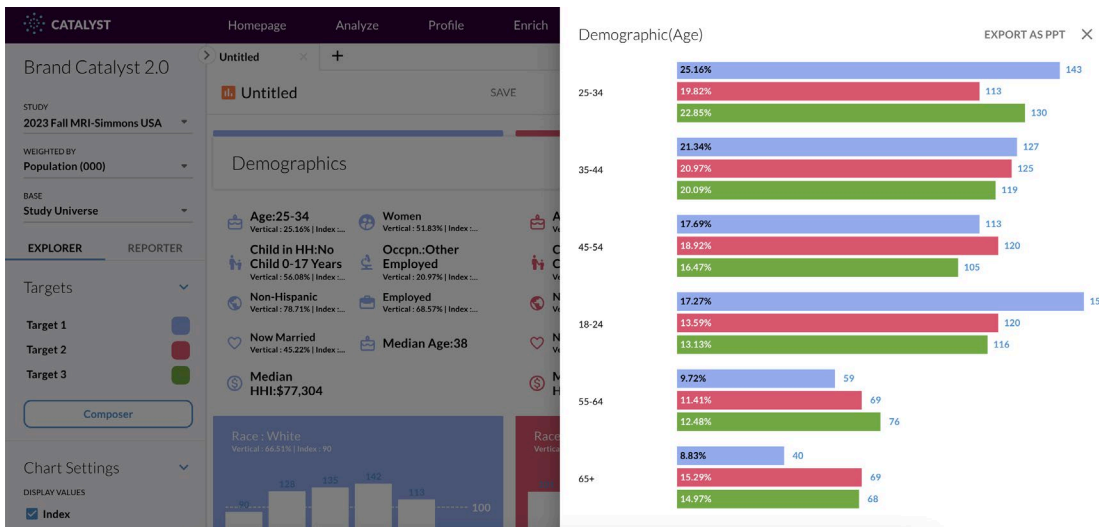 CATALYST
Homepage
Analyze
Profile
Enrich
Brand Catalyst 2.0
STUDY
2023 Fall MRI-Simmons USA
WEIGHTED BY
Population (000)
BASE
Study Universe
EXPLORER
REPORTER
Targets
Target 1
Target 2
Target 3
Composer
Chart Settings
DISPLAY VALUES
Index
Untitled
+
Untitled
SAVE
Demographics
Age:25-34
Vertical : 25.16% | Index :...
Women
Vertical : 51.83% | Index :...
Child in HH:No
Child 0-17 Years
Vertical : 56.08% | Index :...
Occpn.:Other
Employed
Vertical : 20.97% | Index :...
Non-Hispanic
Vertical : 78.71% | Index :...
Employed
Vertical : 68.57% | Index :...
Now Married
Vertical : 45.22% | Index :...
Median Age:38
Median
HHI:$77,304
Race : White
Vertical : 66.51% | Index : 90
90
128
135
142
113
100
Race
Demographic(Age)
EXPORT AS PPT
25-34
25.16% 143
19.82% 113
22.85% 130
35-44
21.34% 127
20.97% 125
20.09% 119
45-54
17.69% 113
18.92% 120
16.47% 105
18-24
17.27%
13.59% 120
13.13% 116
55-64
9.72% 59
11.41% 69
12.48% 76
65+
8.83% 40
15.29% 69
14.97% 68